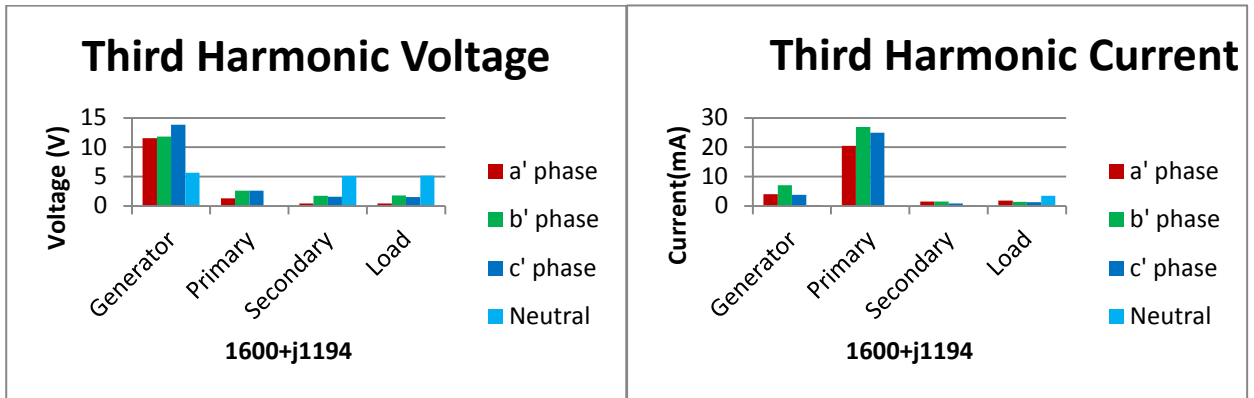 Third Harmonic Voltage
Voltage (V)
15
10
5
0
Generator
Primary
Secondary
Load
1600+j1194
a' phase
b' phase
c' phase
Neutral
Third Harmonic Current
Current(mA)
30
20
10
0
Generator
Primary
Secondary
Load
1600+j1194
a' phase
b' phase
c' phase
Neutral